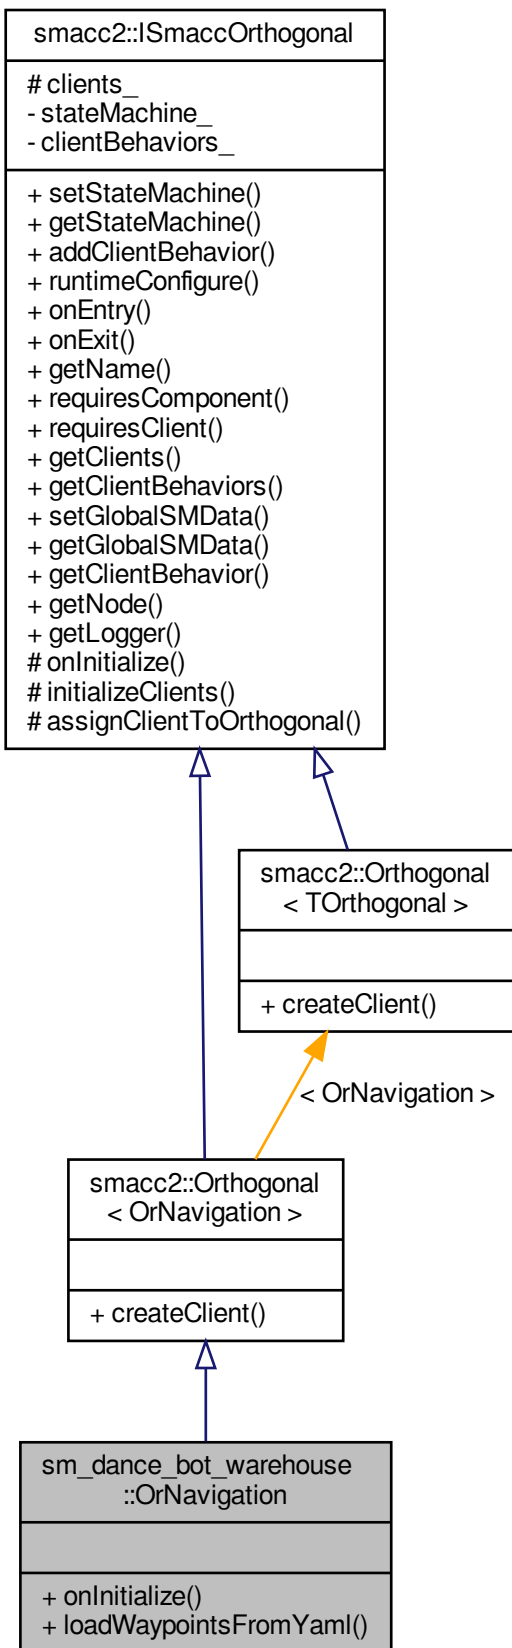 smacc2::ISmaccOrthogonal
# clients_
- stateMachine_
- clientBehaviors_
+ setStateMachine()
+ getStateMachine()
+ addClientBehavior()
+ runtimeConfigure()
+ onEntry()
+ onExit()
+ getName()
+ requiresComponent()
+ requiresClient()
+ getClients()
+ getClientBehaviors()
+ setGlobalSMData()
+ getGlobalSMData()
+ getClientBehavior()
+ getNode()
+ getLogger()
# onInitialize()
# initializeClients()
# assignClientToOrthogonal()
smacc2::Orthogonal
< TOrthogonal >
+ createClient()
< OrNavigation >
smacc2::Orthogonal
< OrNavigation >
+ createClient()
sm_dance_bot_warehouse
::OrNavigation
+ onInitialize()
+ loadWaypointsFromYaml()